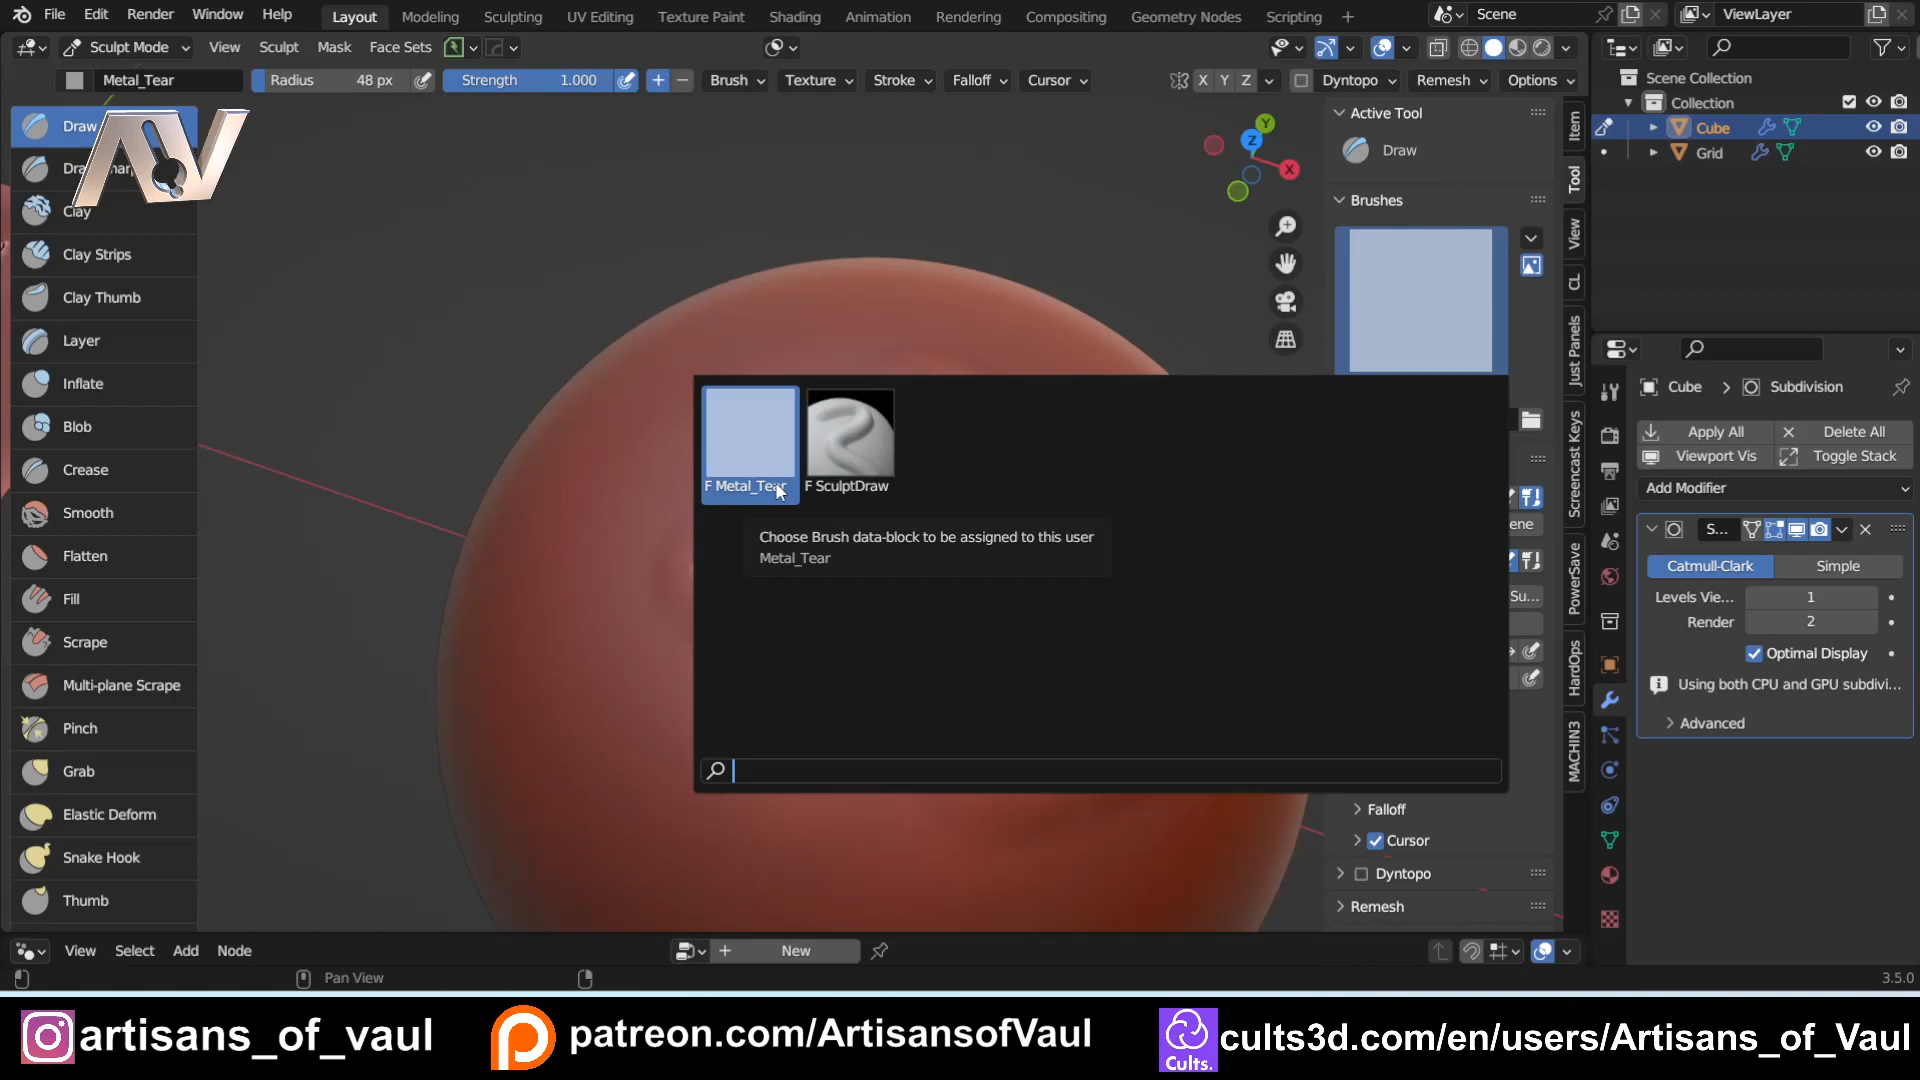 File Edit Render Window Help Layout Modeling Sculpting UV Editing Texture Paint Shading Animation Rendering Compositing Geometry Nodes Scripting + Scene ViewLayer
Sculpt Mode View Sculpt Mask Face Sets
Metal_Tear Radius 48 px Strength 1.000 + − Brush Texture Stroke Falloff Cursor X Y Z Dyntopo Remesh Options
Scene Collection
Collection
Cube
Grid
Draw
Clay
Clay Strips
Clay Thumb
Layer
Inflate
Blob
Crease
Smooth
Flatten
Fill
Scrape
Multi-plane Scrape
Pinch
Grab
Elastic Deform
Snake Hook
Thumb
AV
Y
Z
X
Active Tool
Draw
Brushes
F Metal_Tear F SculptDraw
Choose Brush data-block to be assigned to this user
Metal_Tear
ene
Su...
Falloff
Cursor
Dyntopo
Remesh
Item
Tool
View
CL
Just Panels
Screencast Keys
PowerSave
HardOps
MACHIN3
Cube > Subdivision
Apply All Delete All
Viewport Vis Toggle Stack
Add Modifier
S...
Catmull-Clark Simple
Levels Vie... 1
Render 2
Optimal Display
Using both CPU and GPU subdivi...
Advanced
View Select Add Node + New
Pan View 3.5.0
artisans_of_vaul patreon.com/ArtisansofVaul Cults. cults3d.com/en/users/Artisans_of_Vaul